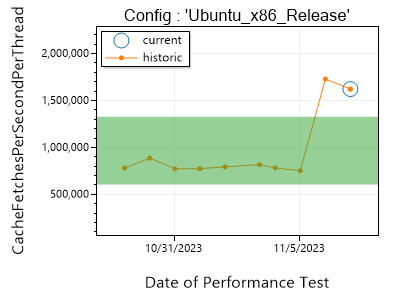 Config : 'Ubuntu_x86_Release'
CacheFetchesPerSecondPerThread
current
historic
2,000,000
1,500,000
1,000,000
500,000
10/31/2023
11/5/2023
Date of Performance Test